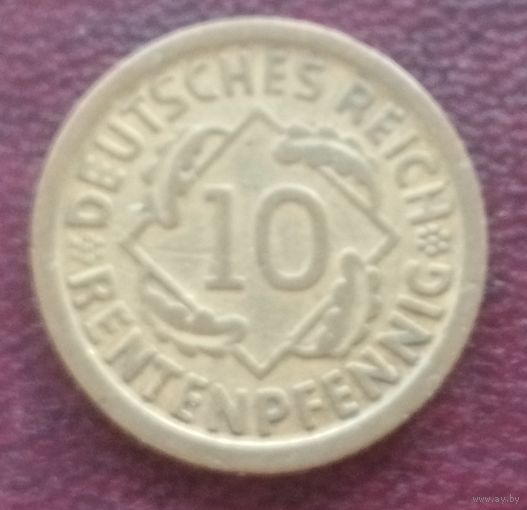 DEUTSCHES REICH
10
RENTENPFENNIG
www.ay.by